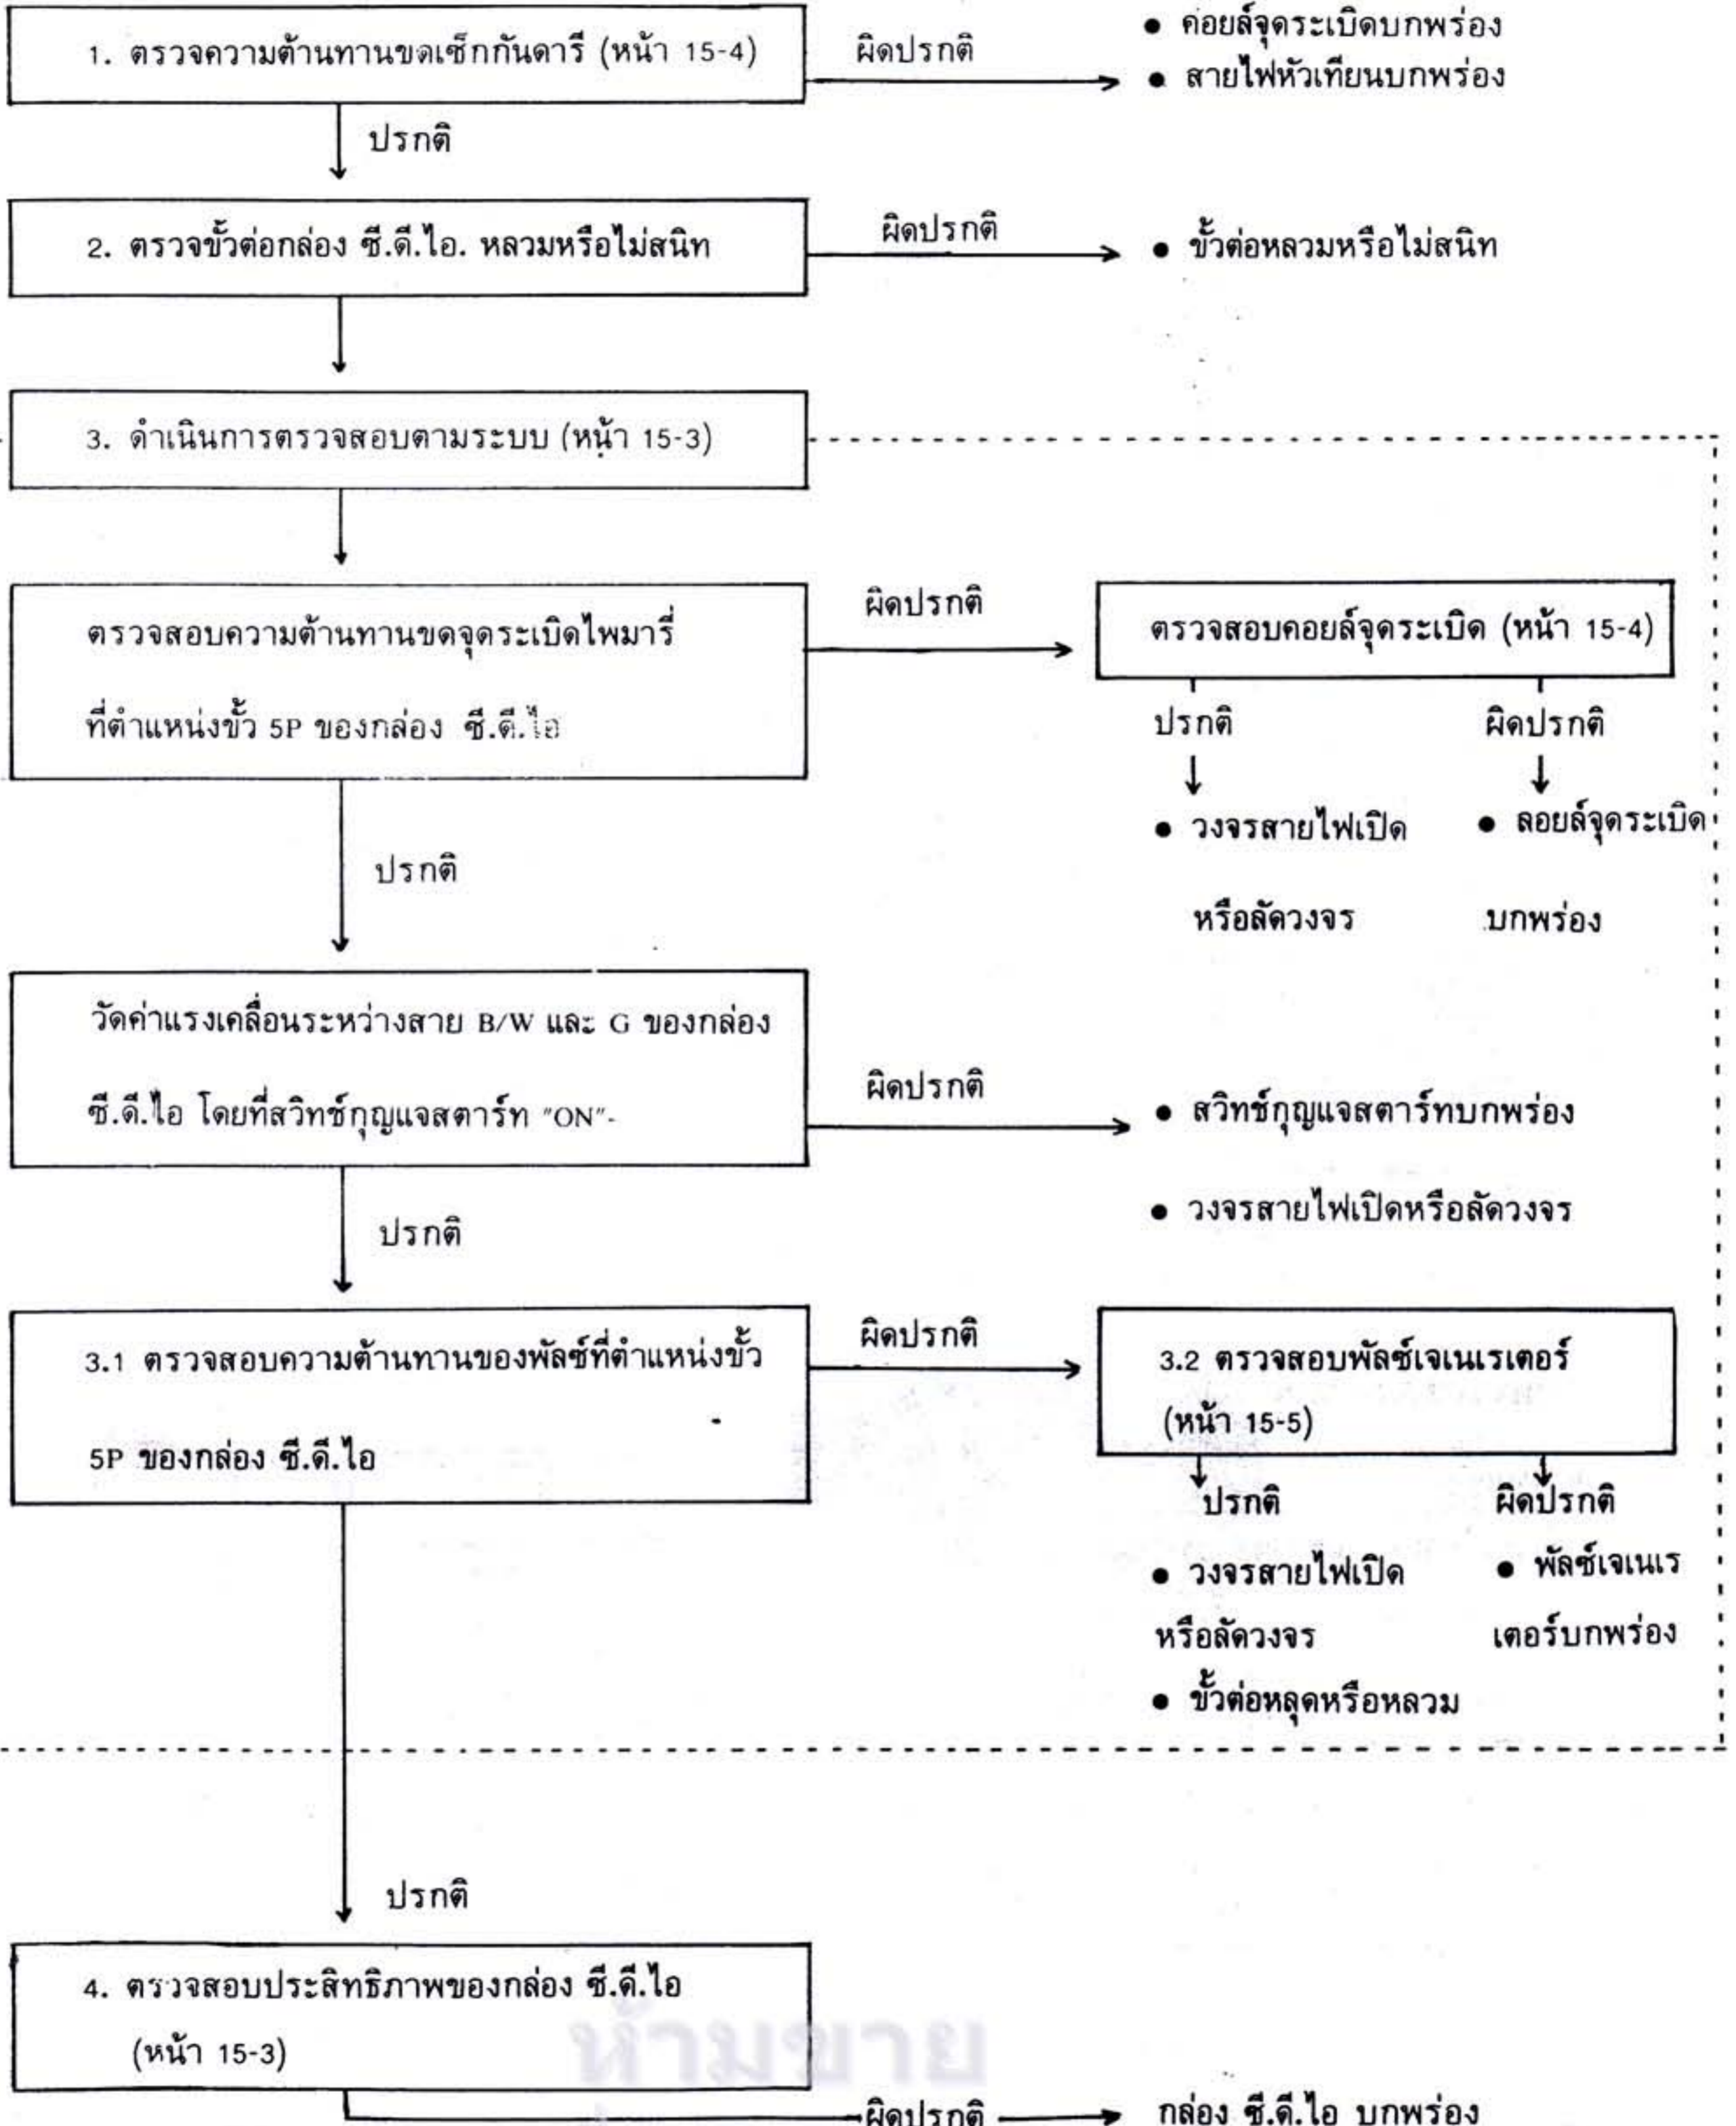 1. ตรวจความต้านทานขดเซ็กกันดารี (หน้า 15-4)
ผิดปรกติ
● คอยล์จุดระเบิดบกพร่อง
● สายไฟหัวเทียนบกพร่อง
ปรกติ
2. ตรวจขั้วต่อกล่อง ซี.ดี.ไอ. หลวมหรือไม่สนิท
ผิดปรกติ
● ขั้วต่อหลวมหรือไม่สนิท
3. ดำเนินการตรวจสอบตามระบบ (หน้า 15-3)
ตรวจสอบความต้านทานขดจุดระเบิดไพมารี่
ที่ตำแหน่งขั้ว 5P ของกล่อง ซี.ดี.ไอ
ผิดปรกติ
ตรวจสอบคอยล์จุดระเบิด (หน้า 15-4)
ปรกติ
ผิดปรกติ
● วงจรสายไฟเปิด
หรือลัดวงจร
● ลอยล์จุดระเบิด
บกพร่อง
ปรกติ
วัดค่าแรงเคลื่อนระหว่างสาย B/W และ G ของกล่อง
ซี.ดี.ไอ โดยที่สวิทช์กุญแจสตาร์ท "ON"-
ผิดปรกติ
● สวิทช์กุญแจสตาร์ทบกพร่อง
● วงจรสายไฟเปิดหรือลัดวงจร
ปรกติ
3.1 ตรวจสอบความต้านทานของพัลซ์ที่ตำแหน่งขั้ว
5P ของกล่อง ซี.ดี.ไอ
ผิดปรกติ
3.2 ตรวจสอบพัลซ์เจเนเรเตอร์
(หน้า 15-5)
ปรกติ
ผิดปรกติ
● วงจรสายไฟเปิด
หรือลัดวงจร
● ขั้วต่อหลุดหรือหลวม
● พัลซ์เจเนเร
เตอร์บกพร่อง
ปรกติ
4. ตรวจสอบประสิทธิภาพของกล่อง ซี.ดี.ไอ
(หน้า 15-3)
ห้ามขาย
ผิดปรกติ
กล่อง ซี.ดี.ไอ บกพร่อง